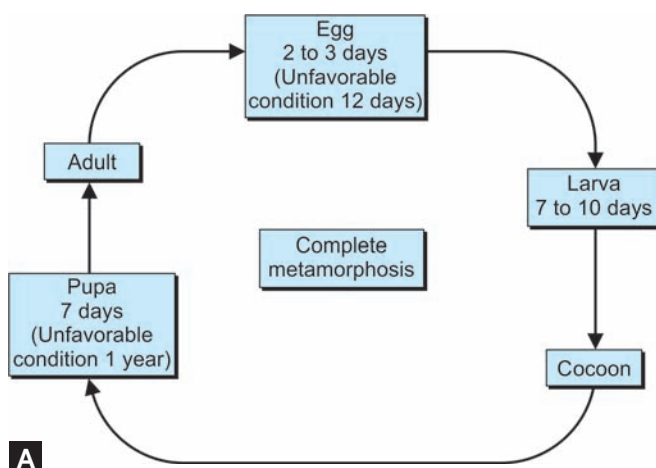 Egg
2 to 3 days
(Unfavorable
condition 12 days)
Adult
Larva
7 to 10 days
Complete
metamorphosis
Pupa
7 days
(Unfavorable
condition 1 year)
Cocoon
A